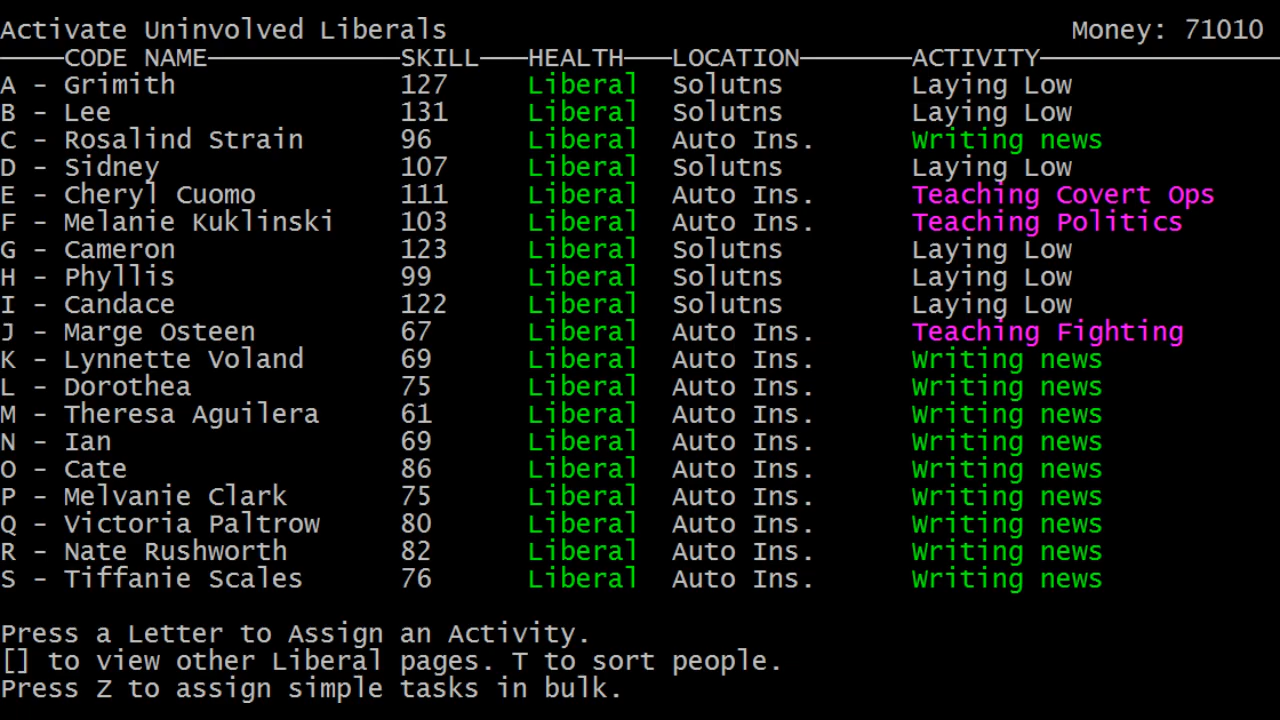 Activate Uninvolved Liberals Money: 71010
CODE NAME SKILL HEALTH LOCATION ACTIVITY
A - Grimith 127 Liberal Solutns Laying Low
B - Lee 131 Liberal Solutns Laying Low
C - Rosalind Strain 96 Liberal Auto Ins. Writing news
D - Sidney 107 Liberal Solutns Laying Low
E - Cheryl Cuomo 111 Liberal Auto Ins. Teaching Covert Ops
F - Melanie Kuklinski 103 Liberal Auto Ins. Teaching Politics
G - Cameron 123 Liberal Solutns Laying Low
H - Phyllis 99 Liberal Solutns Laying Low
I - Candace 122 Liberal Solutns Laying Low
J - Marge Osteen 67 Liberal Auto Ins. Teaching Fighting
K - Lynnette Voland 69 Liberal Auto Ins. Writing news
L - Dorothea 75 Liberal Auto Ins. Writing news
M - Theresa Aguilera 61 Liberal Auto Ins. Writing news
N - Ian 69 Liberal Auto Ins. Writing news
O - Cate 86 Liberal Auto Ins. Writing news
P - Melvanie Clark 75 Liberal Auto Ins. Writing news
Q - Victoria Paltrow 80 Liberal Auto Ins. Writing news
R - Nate Rushworth 82 Liberal Auto Ins. Writing news
S - Tiffanie Scales 76 Liberal Auto Ins. Writing news
Press a Letter to Assign an Activity.
[] to view other Liberal pages. T to sort people.
Press Z to assign simple tasks in bulk.